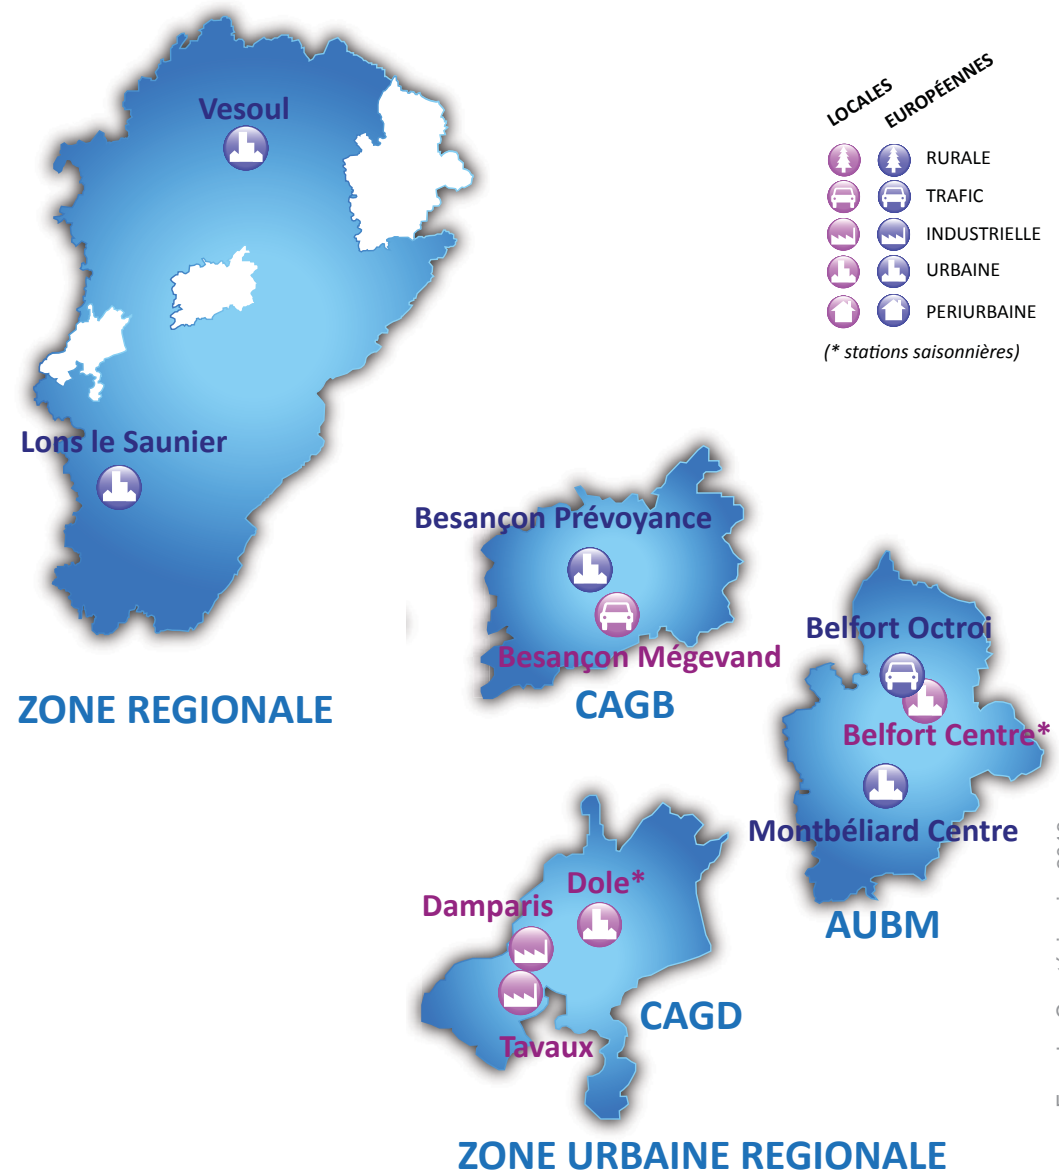 Vesoul
Lons le Saunier
ZONE REGIONALE
LOCALES
EUROPÉENNES
RURALE
TRAFIC
INDUSTRIELLE
URBAINE
PERIURBAINE
(* stations saisonnières)
Besançon Prévoyance
Besançon Mégevand
CAGB
Belfort Octroi
Belfort Centre*
Montbéliard Centre
AUBM
Dole*
Damparis
CAGD
Tavaux
ZONE URBAINE REGIONALE